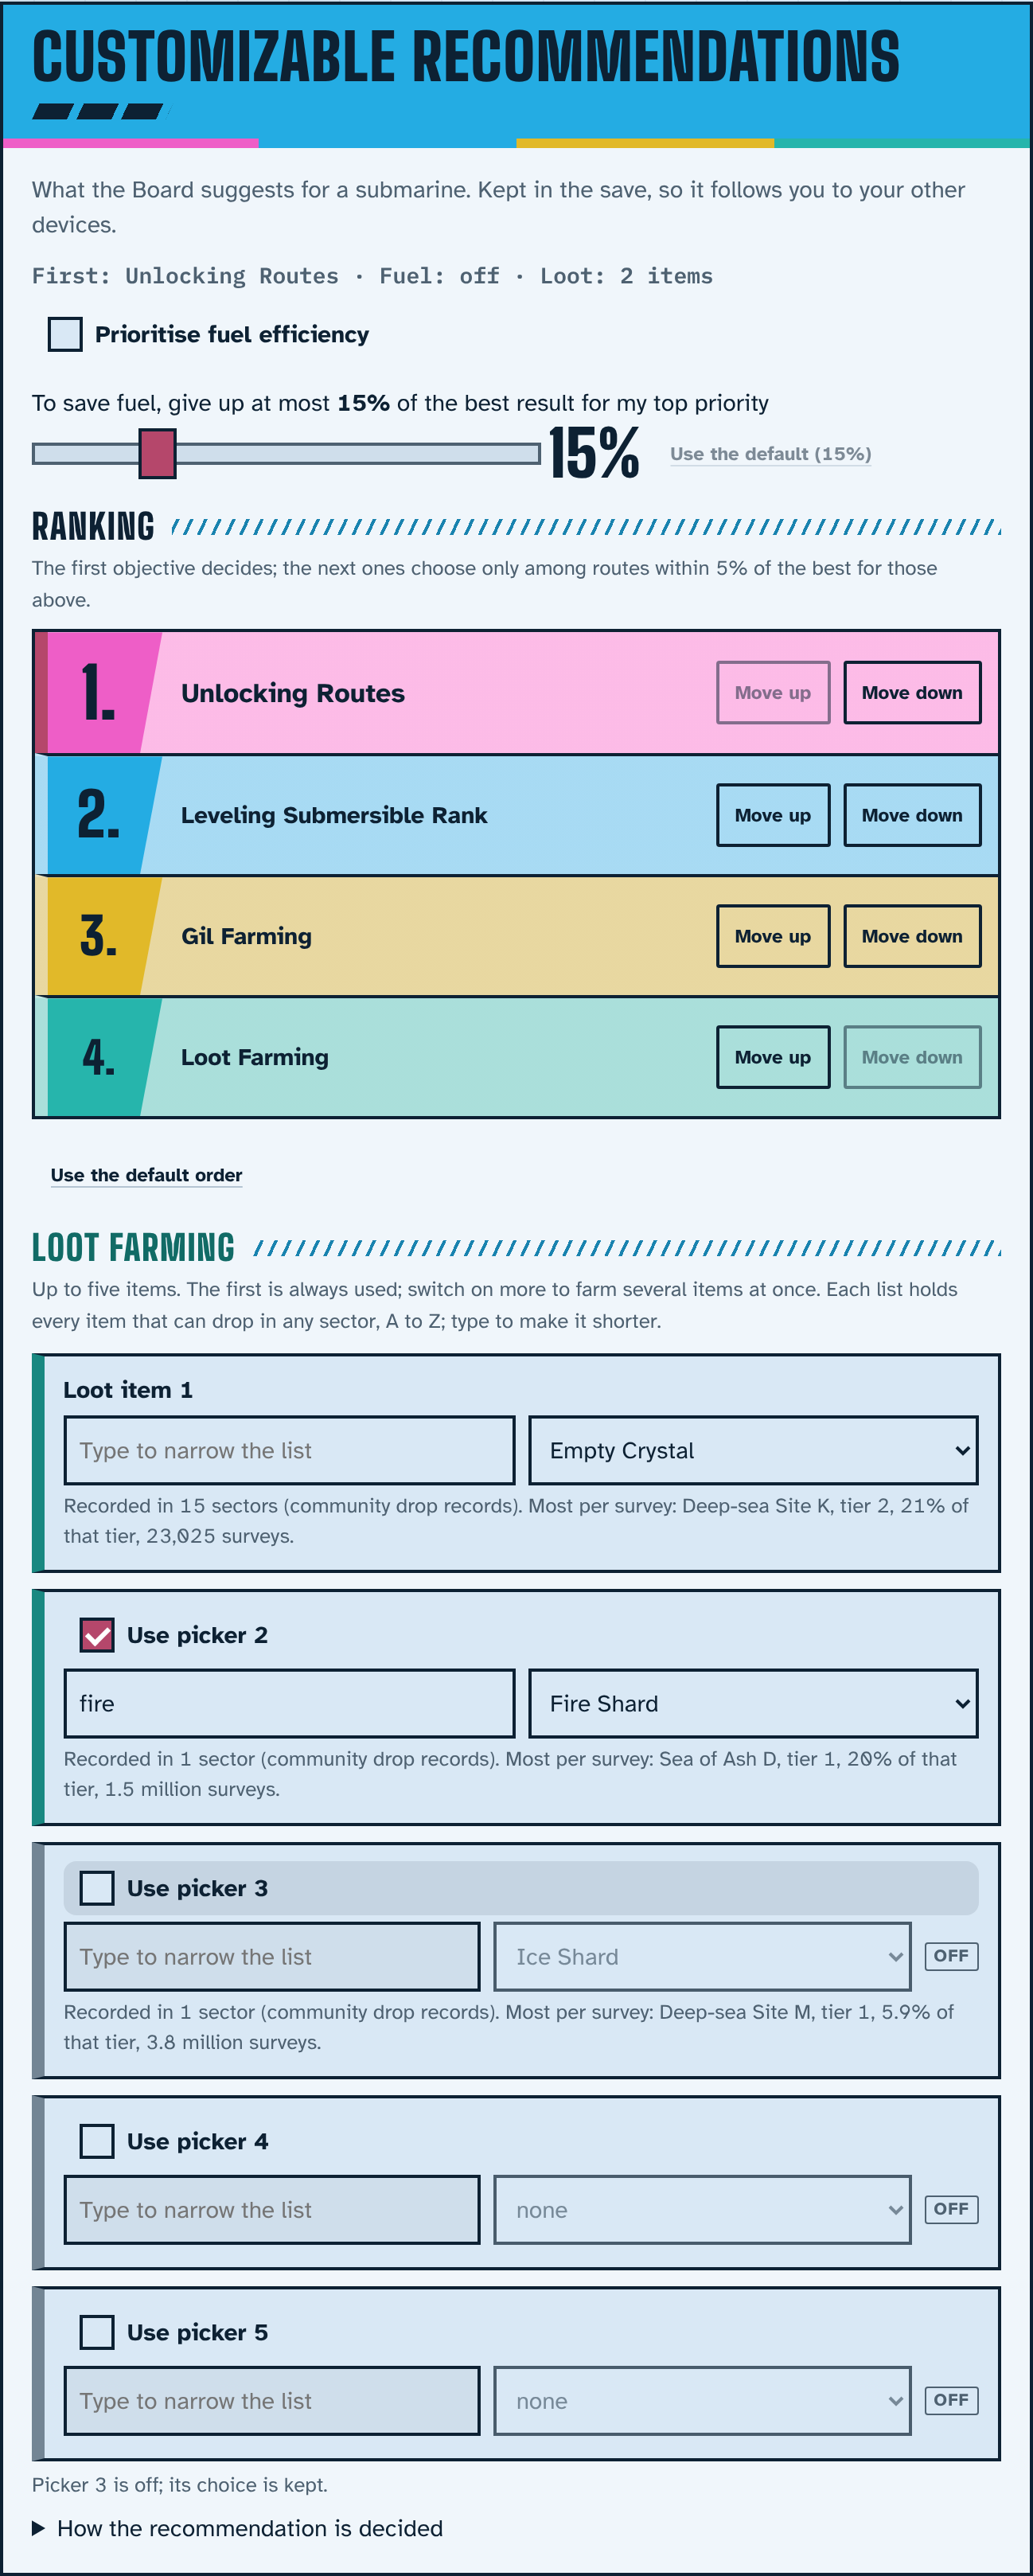 CUSTOMIZABLE RECOMMENDATIONS
What the Board suggests for a submarine. Kept in the save, so it follows you to your other
devices.
First: Unlocking Routes · Fuel: off · Loot: 2 items
Prioritise fuel efficiency
To save fuel, give up at most 15% of the best result for my top priority
15% Use the default (15%)
RANKING
The first objective decides; the next ones choose only among routes within 5% of the best for those
above.
1. Unlocking Routes Move up Move down
2. Leveling Submersible Rank Move up Move down
3. Gil Farming Move up Move down
4. Loot Farming Move up Move down
Use the default order
LOOT FARMING
Up to five items. The first is always used; switch on more to farm several items at once. Each list holds
every item that can drop in any sector, A to Z; type to make it shorter.
Loot item 1
Type to narrow the list Empty Crystal
Recorded in 15 sectors (community drop records). Most per survey: Deep-sea Site K, tier 2, 21% of
that tier, 23,025 surveys.
Use picker 2
fire Fire Shard
Recorded in 1 sector (community drop records). Most per survey: Sea of Ash D, tier 1, 20% of that
tier, 1.5 million surveys.
Use picker 3
Type to narrow the list Ice Shard OFF
Recorded in 1 sector (community drop records). Most per survey: Deep-sea Site M, tier 1, 5.9% of
that tier, 3.8 million surveys.
Use picker 4
Type to narrow the list none OFF
Use picker 5
Type to narrow the list none OFF
Picker 3 is off; its choice is kept.
How the recommendation is decided